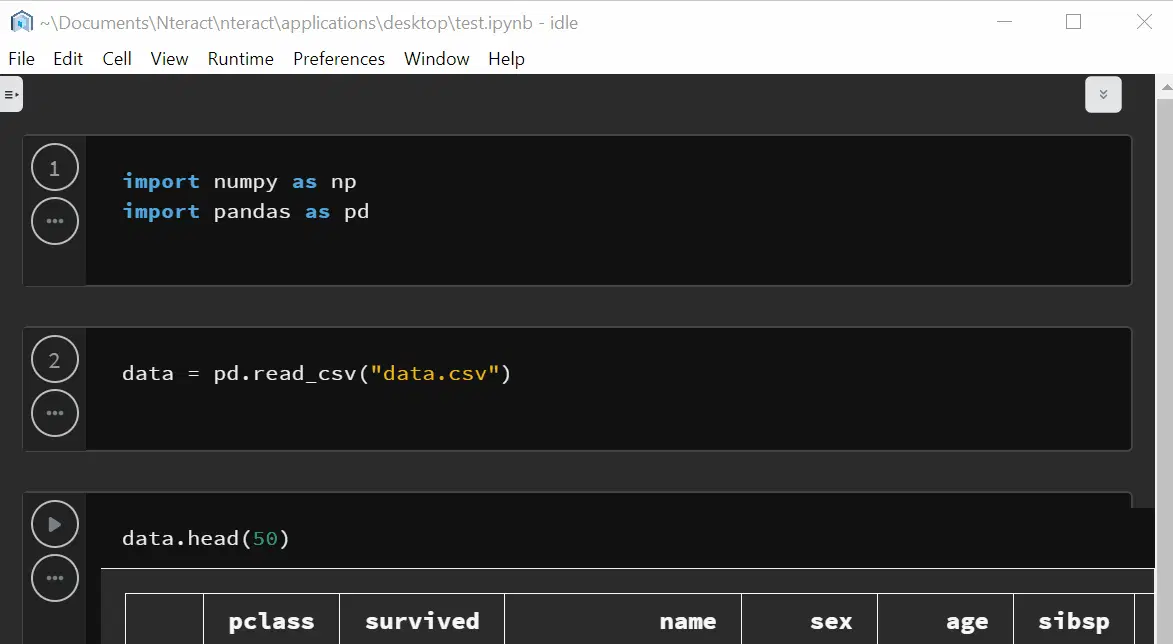 ~\Documents\Nteract\nteract\applications\desktop\test.ipynb - idle
File Edit Cell View Runtime Preferences Window Help
1
import numpy as np
import pandas as pd
2
data = pd.read_csv("data.csv")
data.head(50)
pclass survived name sex age sibsp